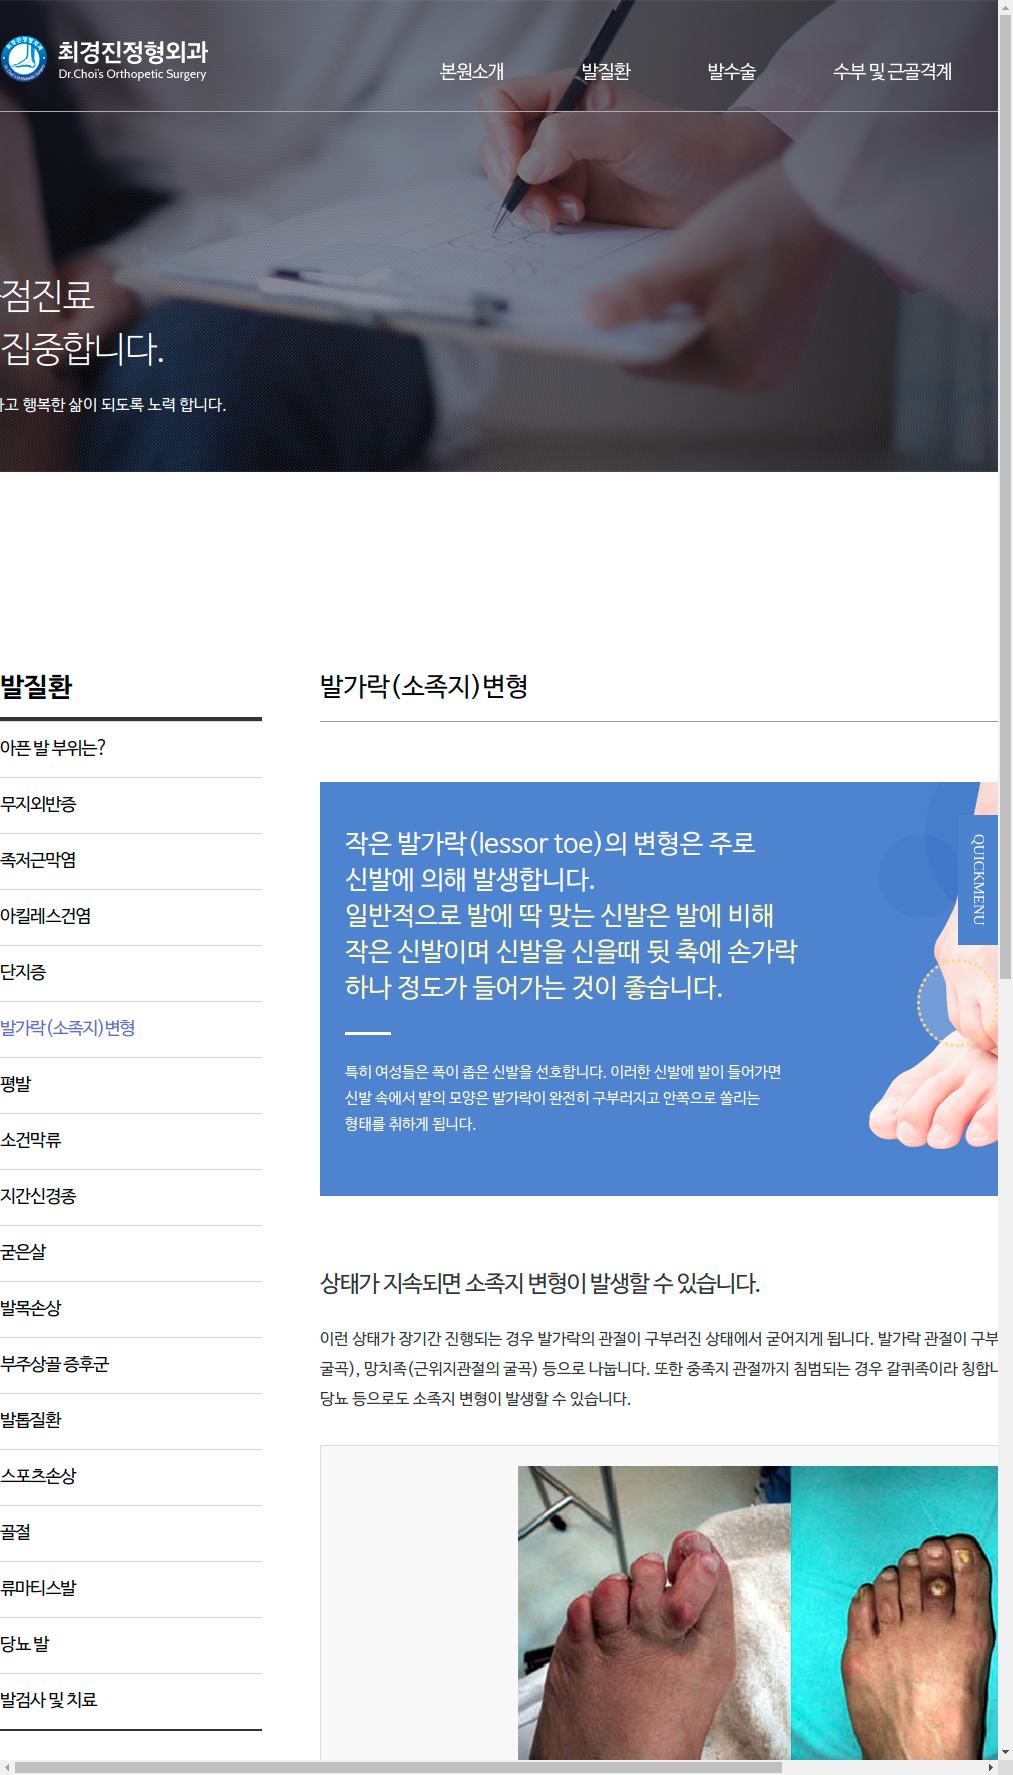 최경진정형외과
Dr.Choi's Orthopetic Surgery
본원소개
발질환
발수술
수부 및 근골격계
점진료
집중합니다.
고 행복한 삶이 되도록 노력 합니다.
발질환
아픈 발 부위는?
무지외반증
족저근막염
아킬레스건염
단지증
발가락(소족지)변형
평발
소건막류
지간신경종
굳은살
발목손상
부주상골 증후군
발톱질환
스포츠손상
골절
류마티스발
당뇨 발
발검사 및 치료
발가락(소족지)변형
작은 발가락(lessor toe)의 변형은 주로
신발에 의해 발생합니다.
일반적으로 발에 딱 맞는 신발은 발에 비해
작은 신발이며 신발을 신을때 뒷 축에 손가락
하나 정도가 들어가는 것이 좋습니다.
특히 여성들은 폭이 좁은 신발을 선호합니다. 이러한 신발에 발이 들어가면
신발 속에서 발의 모양은 발가락이 완전히 구부러지고 안쪽으로 쏠리는
형태를 취하게 됩니다.
QUICKMENU
상태가 지속되면 소족지 변형이 발생할 수 있습니다.
이런 상태가 장기간 진행되는 경우 발가락의 관절이 구부러진 상태에서 굳어지게 됩니다. 발가락 관절이 구부
굴곡), 망치족(근위지관절의 굴곡) 등으로 나눕니다. 또한 중족지 관절까지 침범되는 경우 갈퀴족이라 칭합니
당뇨 등으로도 소족지 변형이 발생할 수 있습니다.